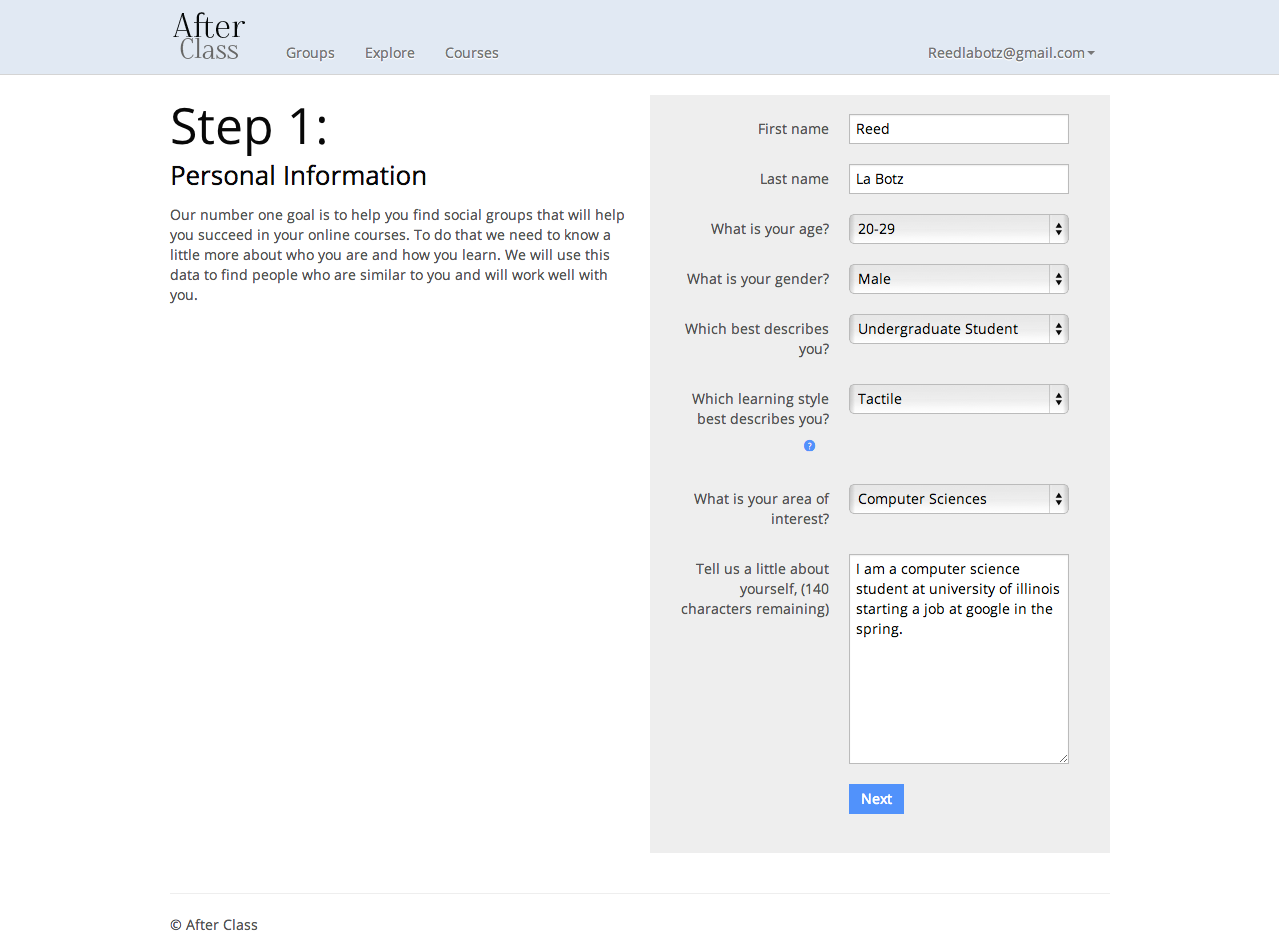 After
Class
Groups
Explore
Courses
Reedlabotz@gmail.com
Step 1:
Personal Information
Our number one goal is to help you find social groups that will help
you succeed in your online courses. To do that we need to know a
little more about who you are and how you learn. We will use this
data to find people who are similar to you and will work well with
you.
First name
Reed
Last name
La Botz
What is your age?
20-29
What is your gender?
Male
Which best describes
you?
Undergraduate Student
Which learning style
best describes you?
?
Tactile
What is your area of
interest?
Computer Sciences
Tell us a little about
yourself, (140
characters remaining)
I am a computer science
student at university of illinois
starting a job at google in the
spring.
Next
© After Class